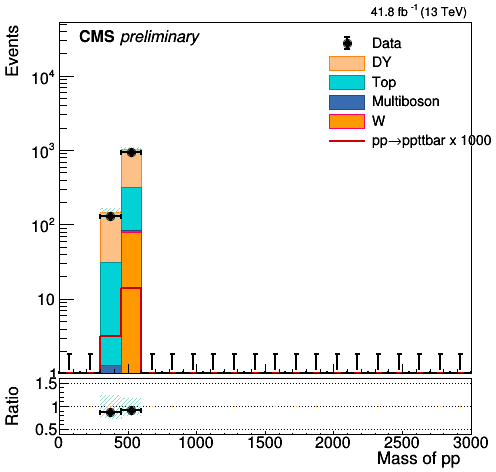 41.8 fb⁻¹ (13 TeV)
CMS preliminary
Events
Data
DY
Top
Multiboson
W
pp→ppttbar x 1000
10⁴
10³
10²
10
1
Ratio
1.5
1
0.5
0 500 1000 1500 2000 2500 3000
Mass of pp